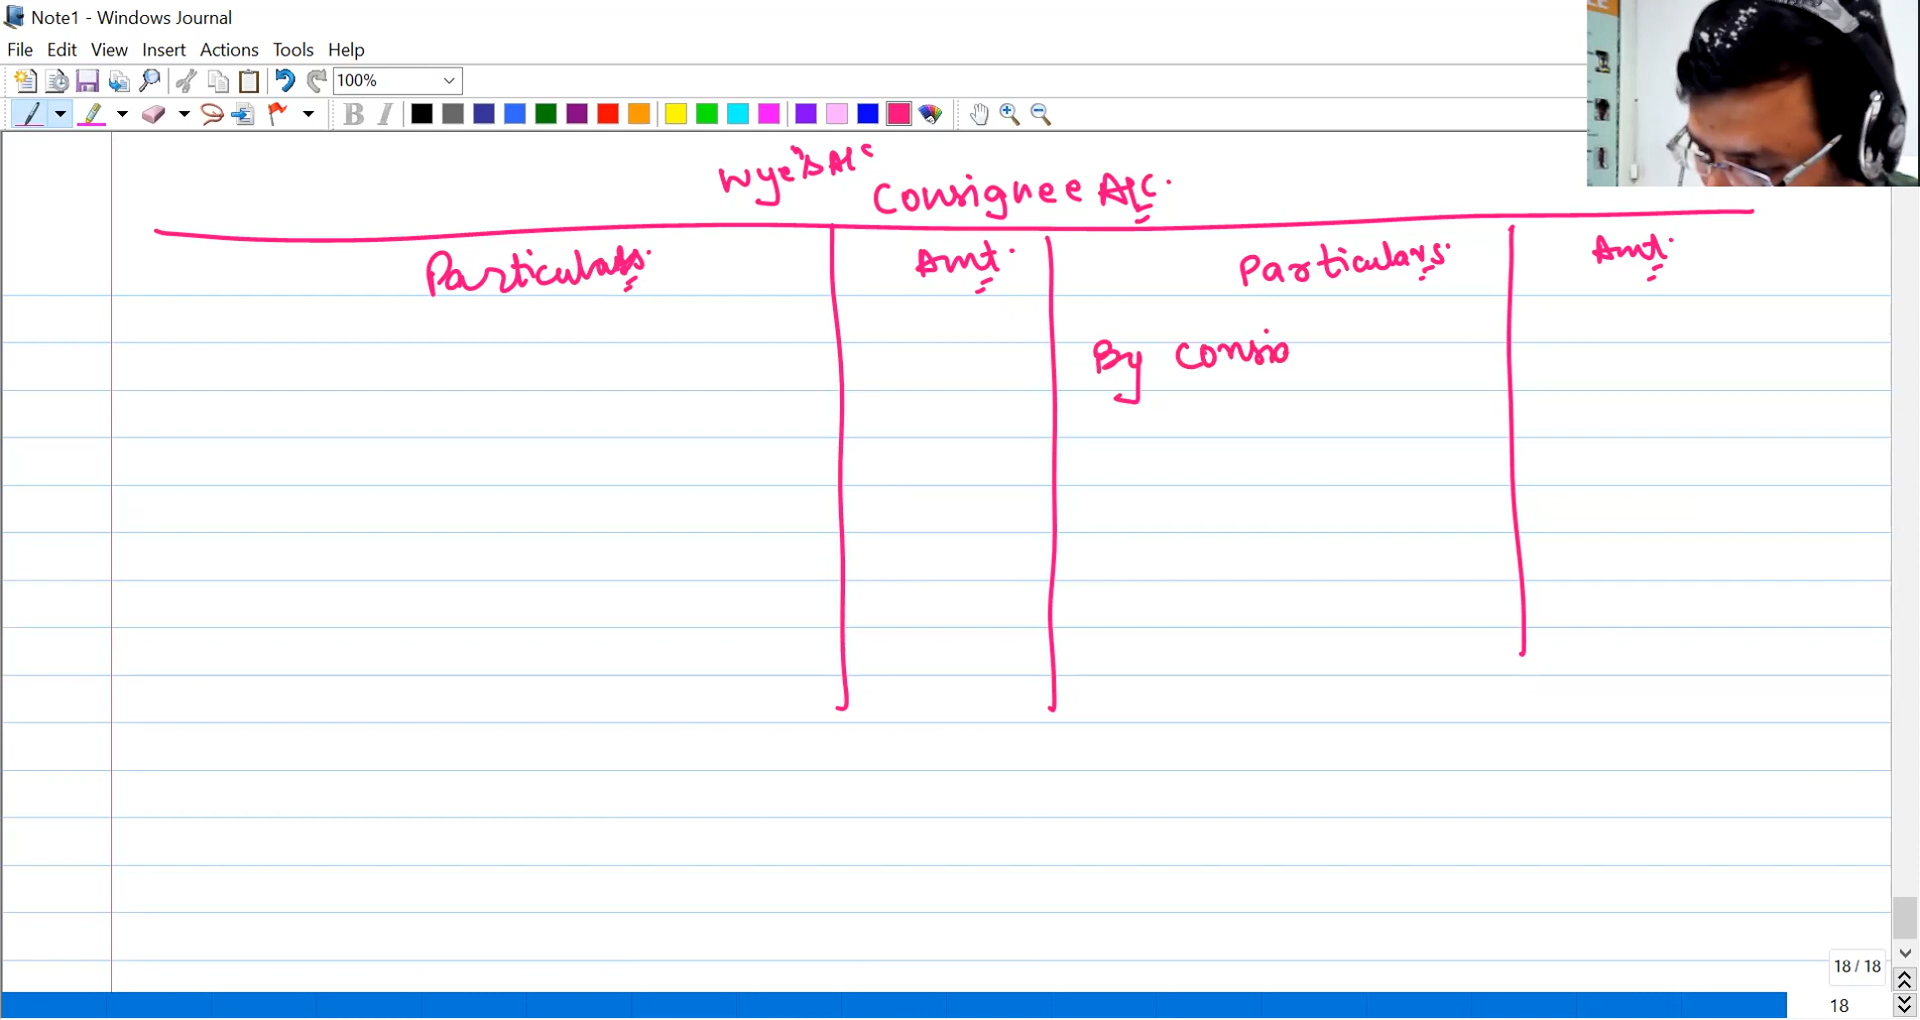 Note1 - Windows Journal
File Edit View Insert Actions Tools Help
100%
B I
Wye's A/c
Consignee A/c.
Particulars. Amt. Particulars. Amt.
By Consig
18 / 18
18